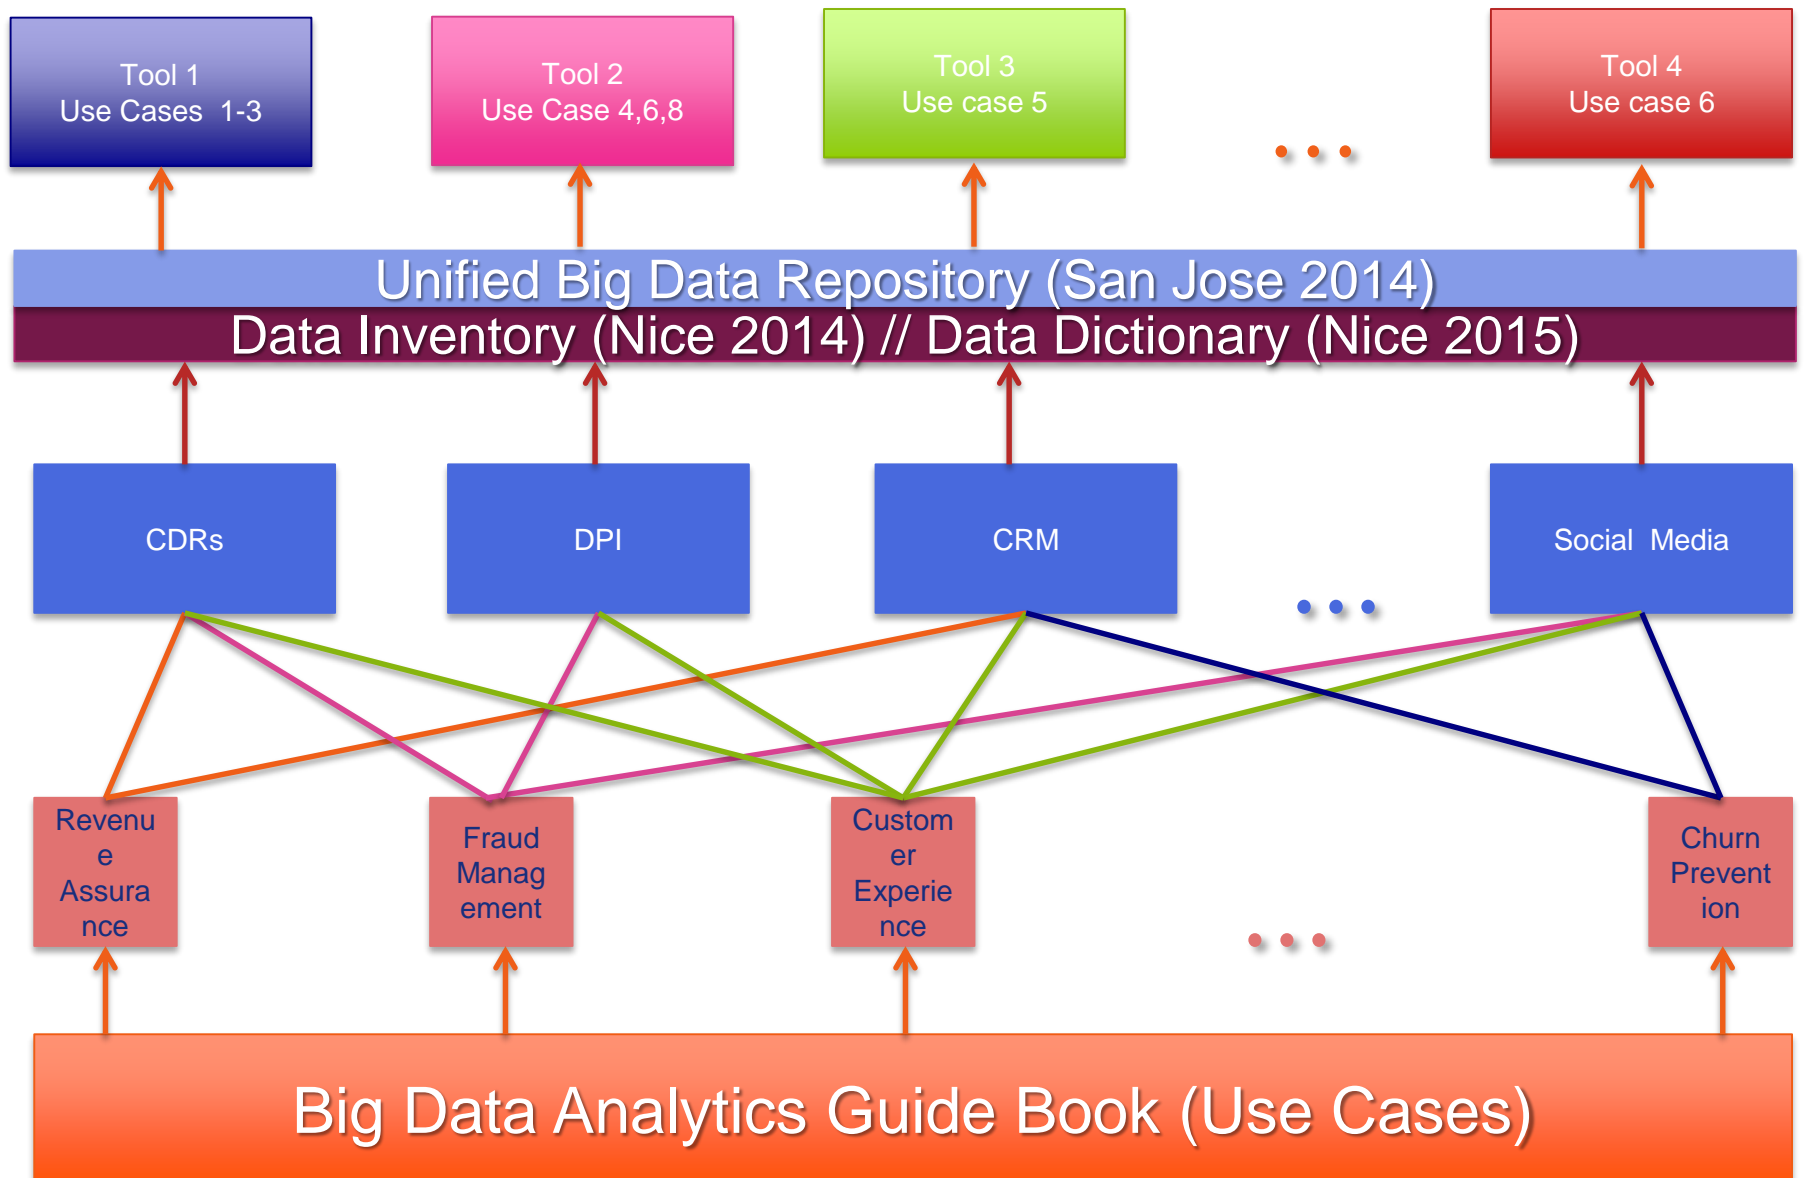 Tool 1
Use Cases 1-3
Tool 2
Use Case 4,6,8
Tool 3
Use case 5
Tool 4
Use case 6
Unified Big Data Repository (San Jose 2014)
Data Inventory (Nice 2014) // Data Dictionary (Nice 2015)
CDRs
DPI
CRM
Social Media
Revenu
e
Assura
nce
Fraud
Manag
ement
Custom
er
Experie
nce
Churn
Prevent
ion
Big Data Analytics Guide Book (Use Cases)